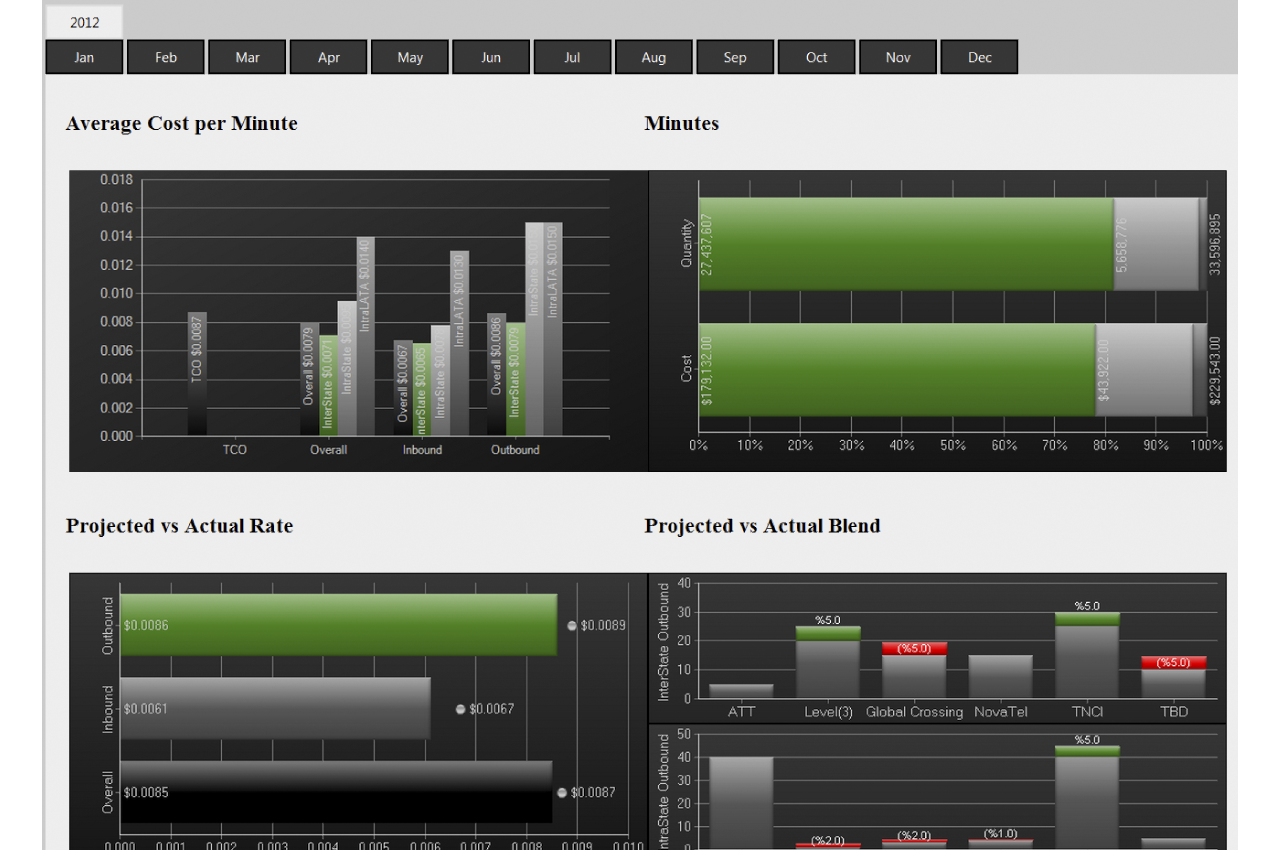 2012
Jan Feb Mar Apr May Jun Jul Aug Sep Oct Nov Dec
Average Cost per Minute
0.018
0.016
0.014
0.012
0.010
0.008
0.006
0.004
0.002
0.000
TCO $0.0087
Overall $0.0079
InterState $0.0071
IntraState
IntraLATA $0.0140
Overall $0.0067
InterState $0.0065
IntraState
IntraLATA $0.0130
Overall $0.0086
InterState $0.0079
IntraState
IntraLATA $0.0150
TCO Overall Inbound Outbound
Minutes
Quantity
27,437,607
5,658,776
33,596,895
Cost
$179,132.00
$43,922.00
$229,543.00
0% 10% 20% 30% 40% 50% 60% 70% 80% 90% 100%
Projected vs Actual Rate
Outbound
$0.0086
$0.0089
Inbound
$0.0061
$0.0067
Overall
$0.0085
$0.0087
0.000 0.001 0.002 0.003 0.004 0.005 0.006 0.007 0.008 0.009 0.010
Projected vs Actual Blend
InterState Outbound
40
30
20
10
0
%5.0
(%5.0)
%5.0
(%5.0)
ATT Level(3) Global Crossing NovaTel TNCI TBD
IntraState Outbound
50
40
30
20
10
0
(%2.0)
(%2.0)
(%1.0)
%5.0